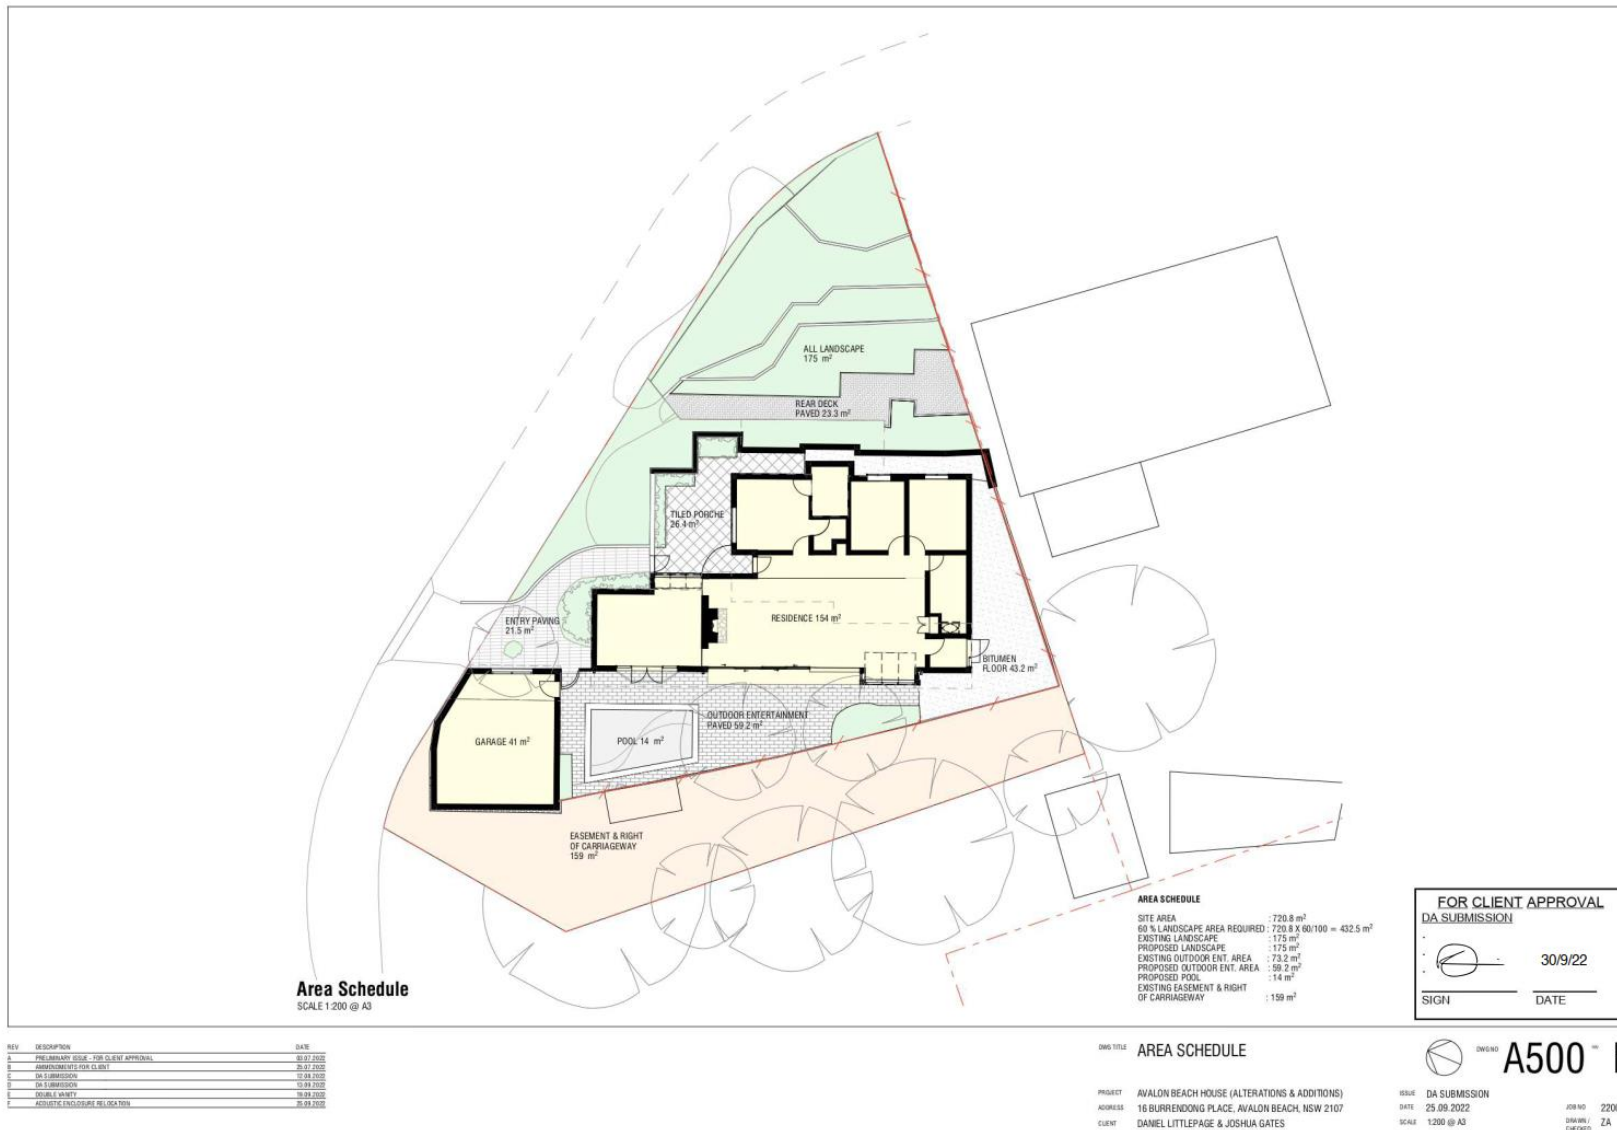 ALL LANDSCAPE
175 m²
REAR DECK
PAVED 23.3 m²
TILED PORCHE
26.4 m²
ENTRY PAVING
21.5 m²
RESIDENCE 154 m²
BITUMEN
FLOOR 43.2 m²
OUTDOOR ENTERTAINMENT
PAVED 59.2 m²
GARAGE 41 m²
POOL 14 m²
EASEMENT & RIGHT
OF CARRIAGEWAY
159 m²
Area Schedule
SCALE 1:200 @ A3
AREA SCHEDULE
SITE AREA : 720.8 m²
60 % LANDSCAPE AREA REQUIRED : 720.8 X 60/100 = 432.5 m²
EXISTING LANDSCAPE : 175 m²
PROPOSED LANDSCAPE : 175 m²
EXISTING OUTDOOR ENT. AREA : 73.2 m²
PROPOSED OUTDOOR ENT. AREA : 59.2 m²
PROPOSED POOL : 14 m²
EXISTING EASEMENT & RIGHT
OF CARRIAGEWAY : 159 m²
FOR CLIENT APPROVAL
DA SUBMISSION
30/9/22
SIGN DATE
REV DESCRIPTION DATE
A PRELIMINARY ISSUE - FOR CLIENT APPROVAL 03.07.2022
B AMMENDMENTS FOR CLIENT 25.07.2022
C DA SUBMISSION 12.08.2022
D DA SUBMISSION 13.09.2022
E DOUBLE VANITY 19.09.2022
F ACOUSTIC ENCLOSURE RELOCATION 25.09.2022
DWG TITLE AREA SCHEDULE
PROJECT AVALON BEACH HOUSE (ALTERATIONS & ADDITIONS)
ADDRESS 16 BURRENDONG PLACE, AVALON BEACH, NSW 2107
CLIENT DANIEL LITTLEPAGE & JOSHUA GATES
DWG NO A500
ISSUE DA SUBMISSION
DATE 25.09.2022
SCALE 1:200 @ A3
JOB NO
DRAWN / ZA
CHECKED